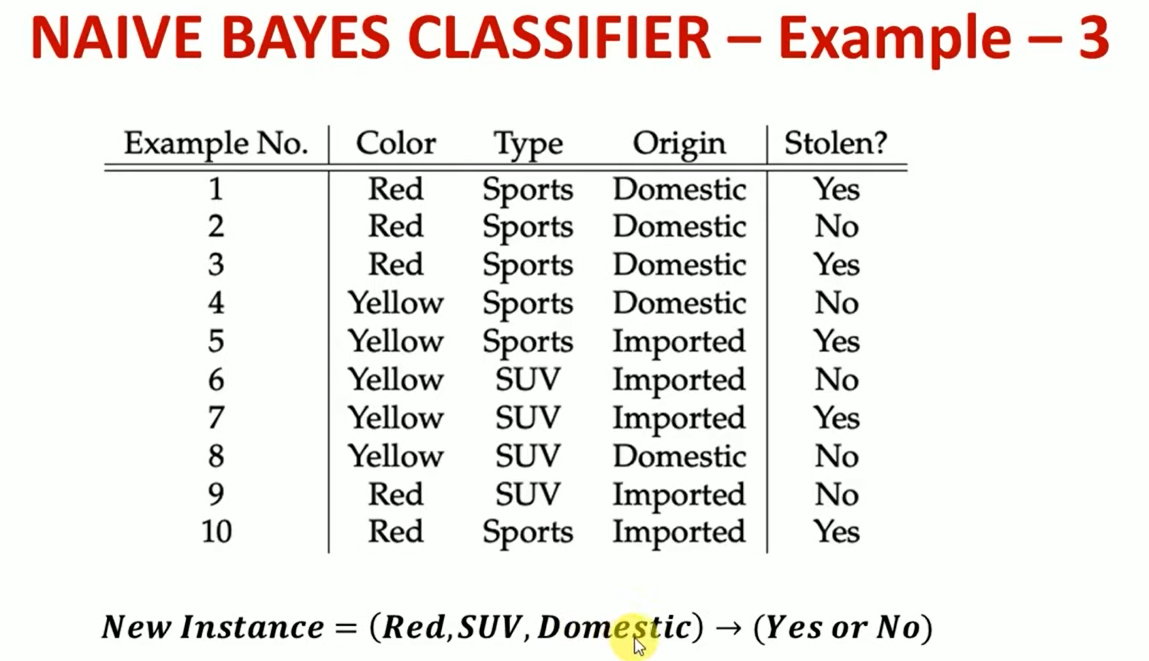 NAIVE BAYES CLASSIFIER – Example – 3
Example No. Color Type Origin Stolen?
1 Red Sports Domestic Yes
2 Red Sports Domestic No
3 Red Sports Domestic Yes
4 Yellow Sports Domestic No
5 Yellow Sports Imported Yes
6 Yellow SUV Imported No
7 Yellow SUV Imported Yes
8 Yellow SUV Domestic No
9 Red SUV Imported No
10 Red Sports Imported Yes
New Instance = (Red, SUV, Domestic) → (Yes or No)